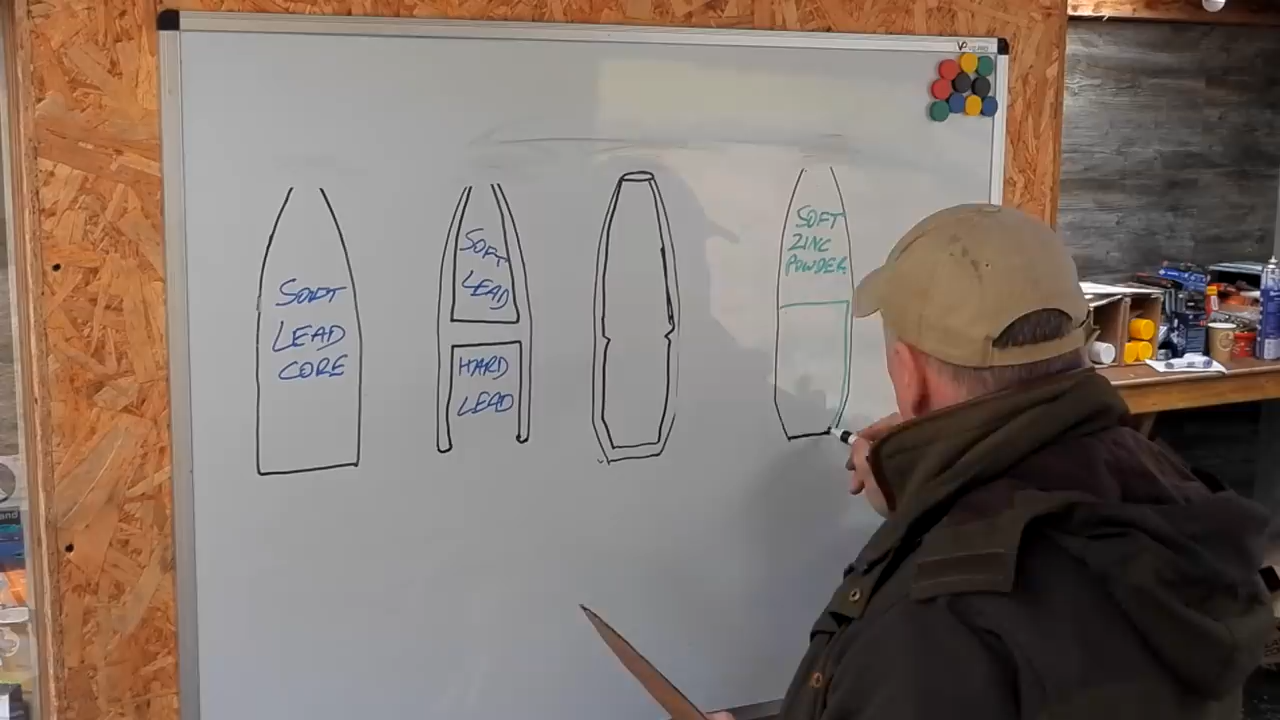 SOFT
LEAD
CORE
SOFT
LEAD
HARD
LEAD
SOFT
ZINC
POWDER